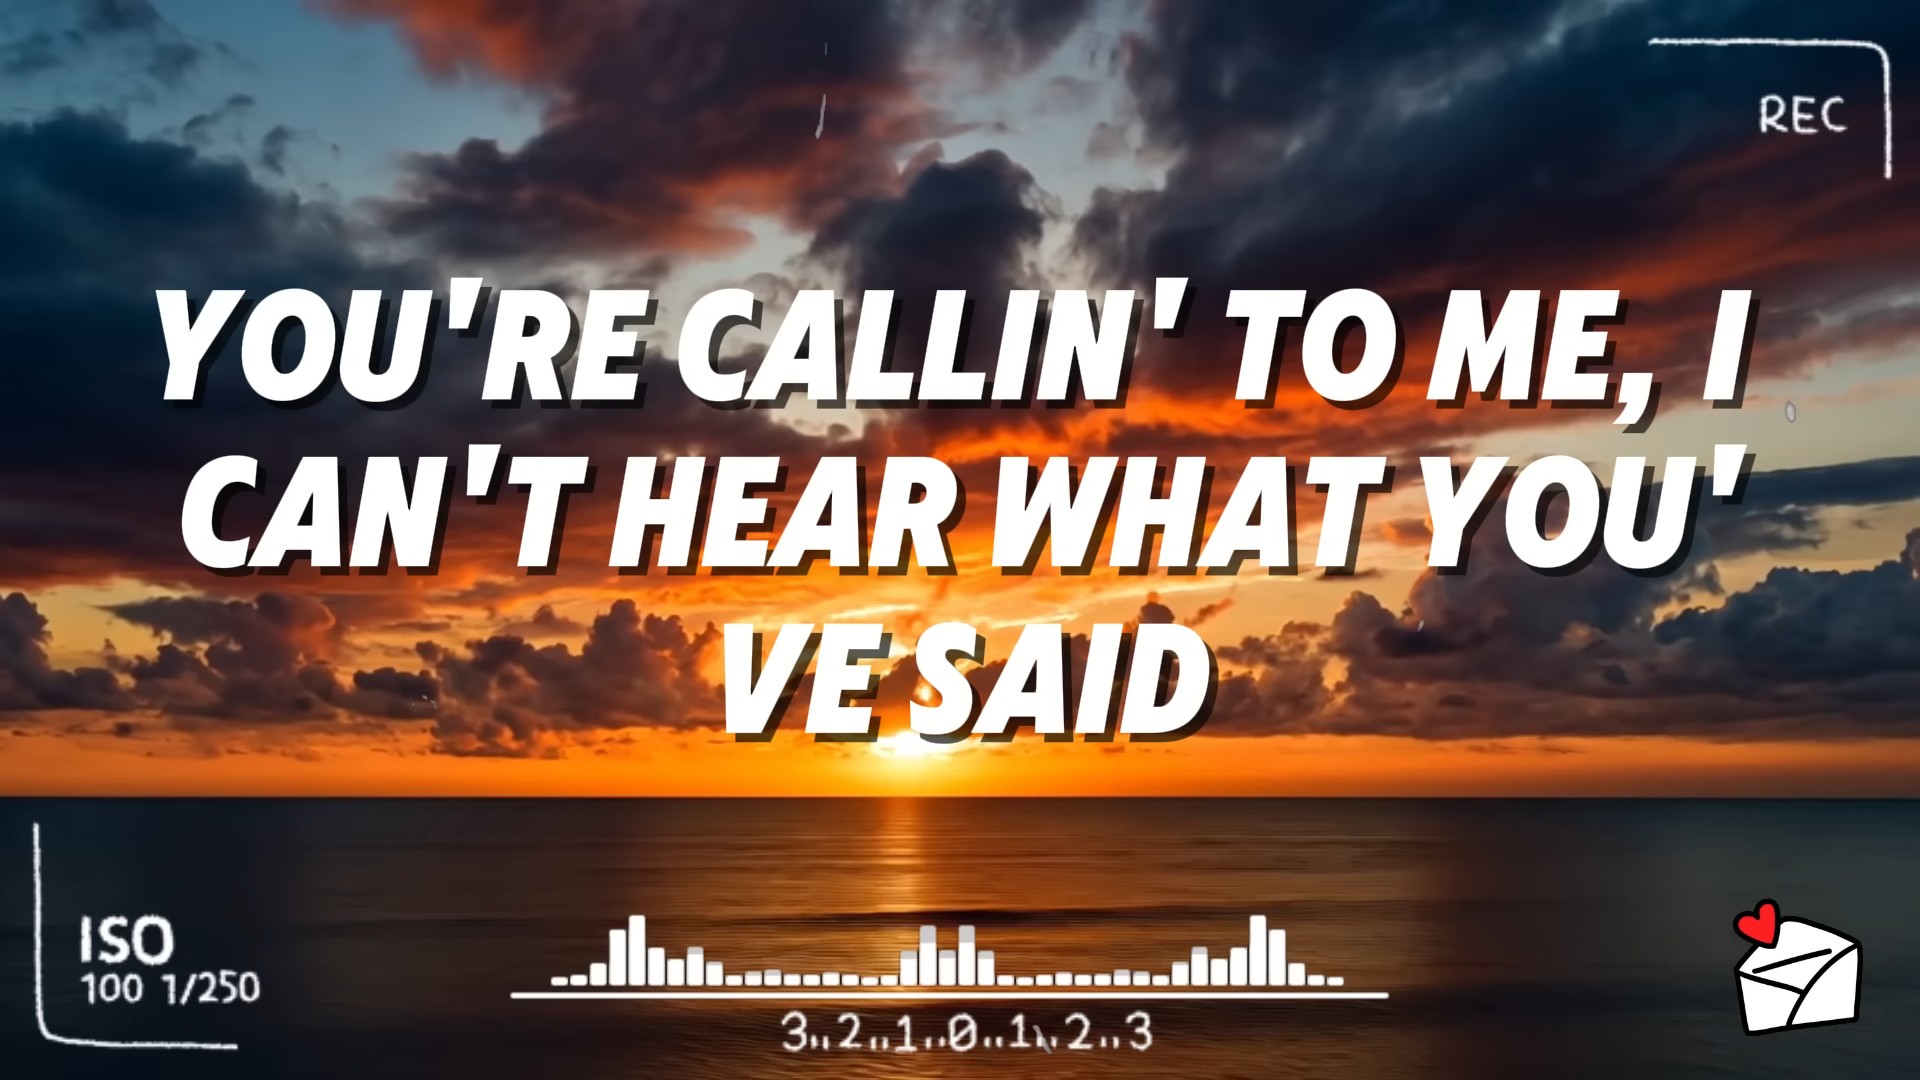 REC
YOU'RE CALLIN' TO ME, I
CAN'T HEAR WHAT YOU'
VE SAID
ISO
100 1/250
3..2..1..0..1..2..3